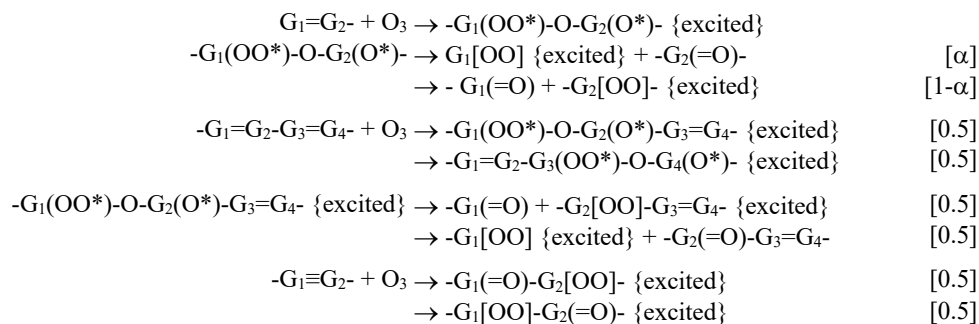 G₁=G₂- + O₃ → -G₁(OO*)-O-G₂(O*)- {excited}
-G₁(OO*)-O-G₂(O*)- → G₁[OO] {excited} + -G₂(=O)- [α]
→ - G₁(=O) + -G₂[OO]- {excited} [1-α]
-G₁=G₂-G₃=G₄- + O₃ → -G₁(OO*)-O-G₂(O*)-G₃=G₄- {excited} [0.5]
→ -G₁=G₂-G₃(OO*)-O-G₄(O*)- {excited} [0.5]
-G₁(OO*)-O-G₂(O*)-G₃=G₄- {excited} → -G₁(=O) + -G₂[OO]-G₃=G₄- {excited} [0.5]
→ -G₁[OO] {excited} + -G₂(=O)-G₃=G₄- [0.5]
-G₁≡G₂- + O₃ → -G₁(=O)-G₂[OO]- {excited} [0.5]
→ -G₁[OO]-G₂(=O)- {excited} [0.5]